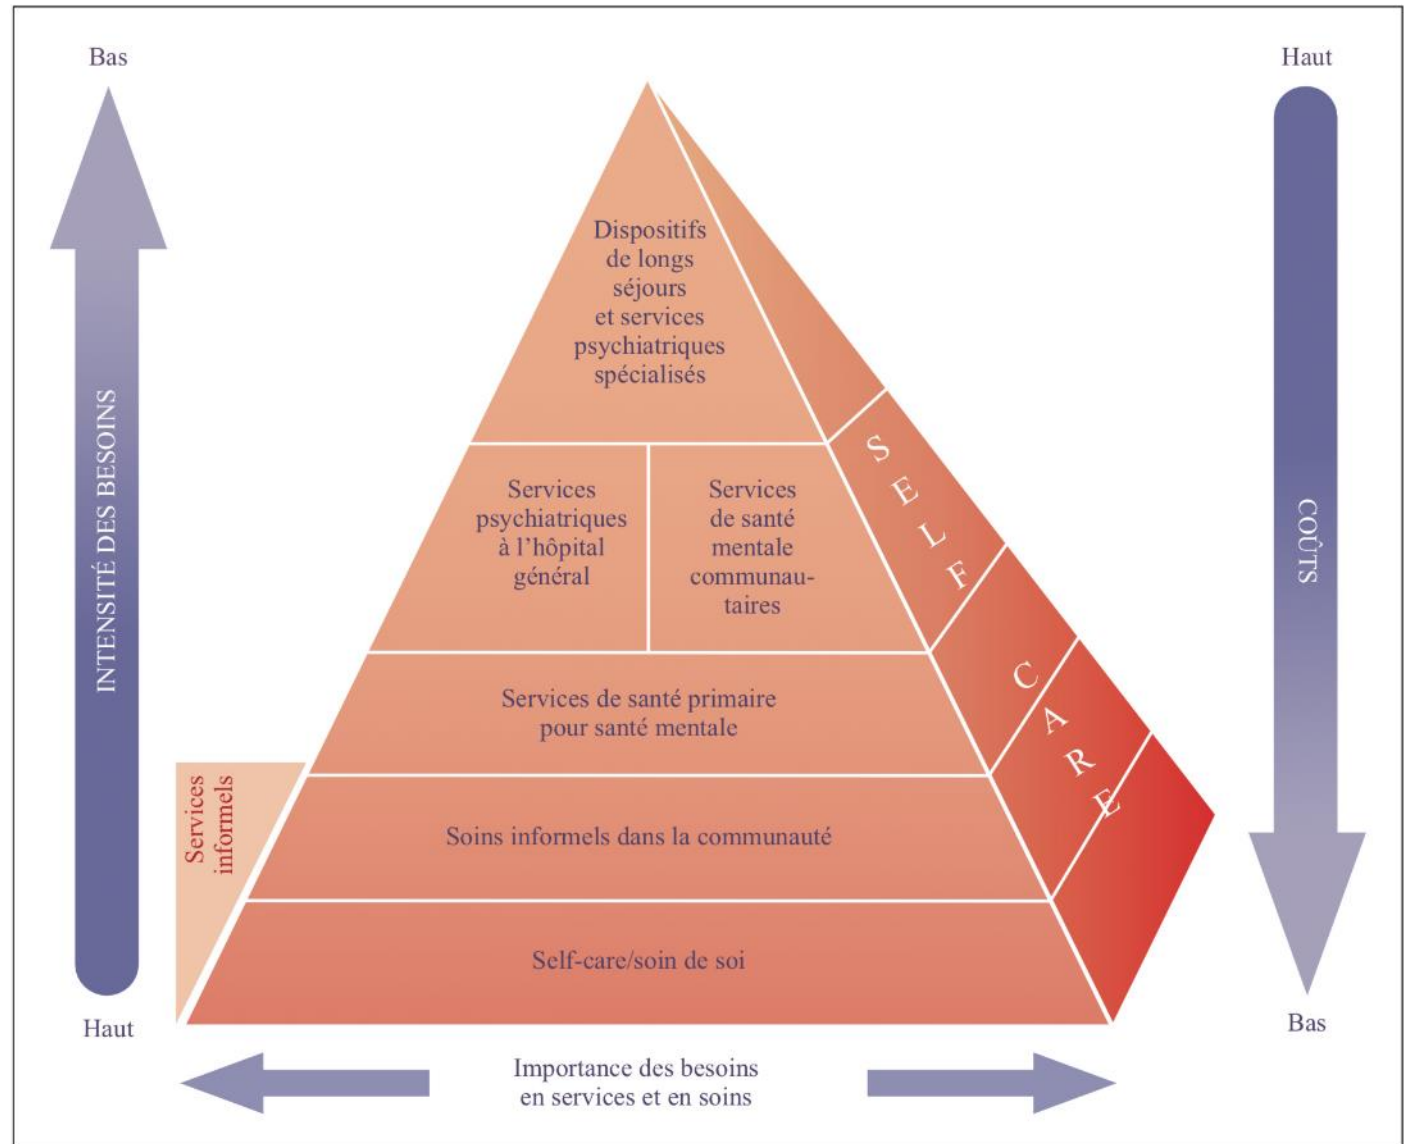 Bas
Haut
Dispositifs
de longs
séjours
et services
psychiatriques
spécialisés
INTENSITÉ DES BESOINS
COÛTS
SELF CARE
Services
psychiatriques
à l’hôpital
général
Services
de santé
mentale
communau-
taires
Services de santé primaire
pour santé mentale
Services
informels
Soins informels dans la communauté
Self-care/soin de soi
Haut
Bas
Importance des besoins
en services et en soins